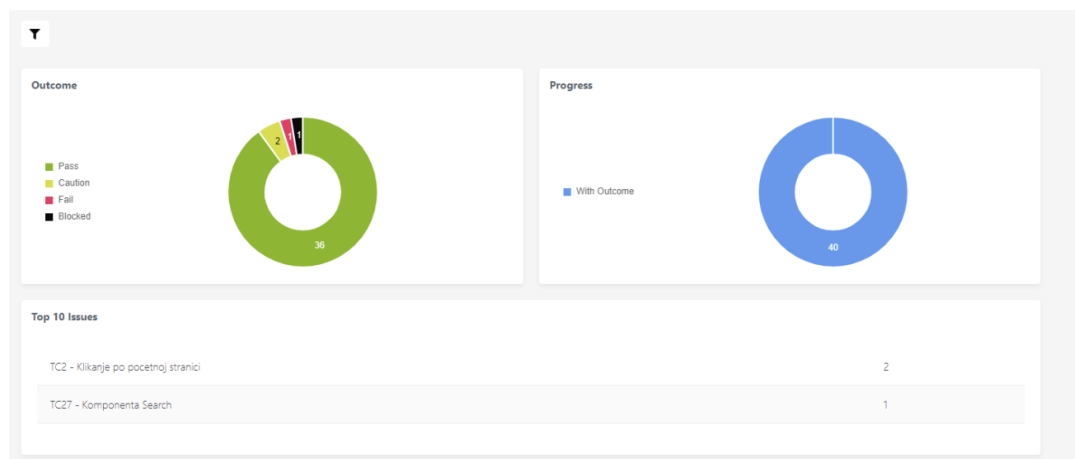 Outcome
Pass
Caution
Fail
Blocked
2
1
1
36
Progress
With Outcome
40
Top 10 Issues
TC2 - Klikanje po pocetnoj stranici 2
TC27 - Komponenta Search 1